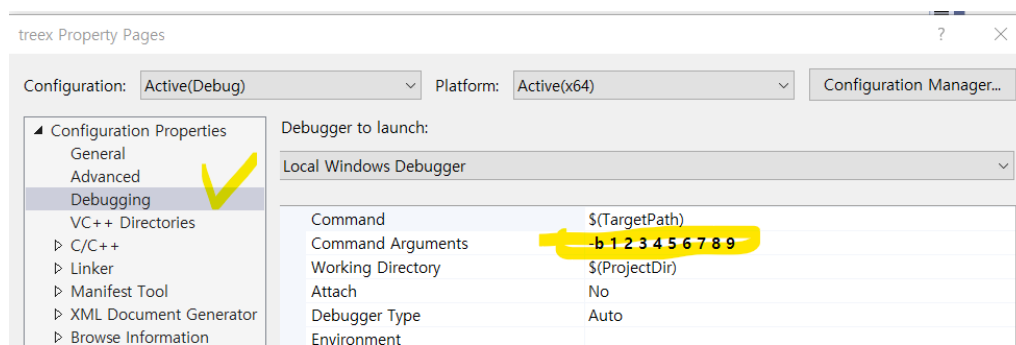 treex Property Pages ? ×
Configuration: Active(Debug) Platform: Active(x64) Configuration Manager...
Configuration Properties
General
Advanced
Debugging
VC++ Directories
C/C++
Linker
Manifest Tool
XML Document Generator
Browse Information
Debugger to launch:
Local Windows Debugger
Command $(TargetPath)
Command Arguments -b 1 2 3 4 5 6 7 8 9
Working Directory $(ProjectDir)
Attach No
Debugger Type Auto
Environment